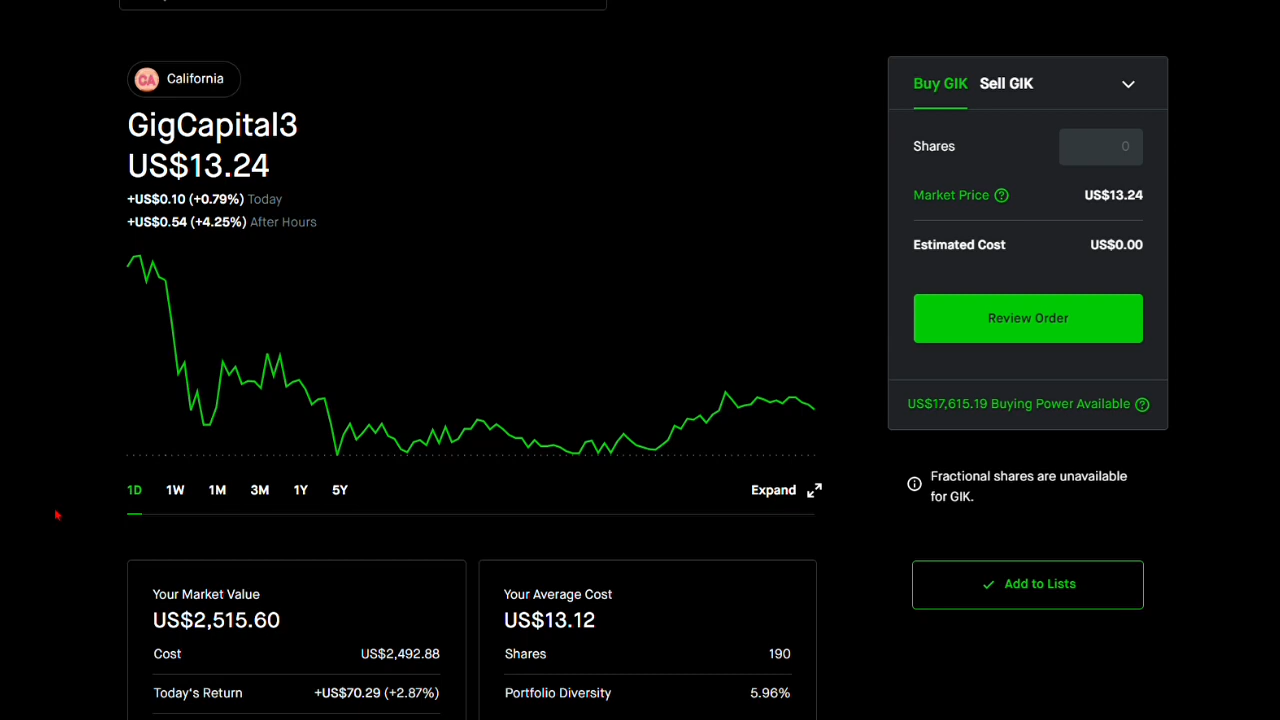 CA California
GigCapital3
US$13.24
+US$0.10 (+0.79%) Today
+US$0.54 (+4.25%) After Hours
1D 1W 1M 3M 1Y 5Y Expand
Your Market Value
US$2,515.60
Cost US$2,492.88
Today's Return +US$70.29 (+2.87%)
Your Average Cost
US$13.12
Shares 190
Portfolio Diversity 5.96%
Buy GIK Sell GIK
Shares 0
Market Price ? US$13.24
Estimated Cost US$0.00
Review Order
US$17,615.19 Buying Power Available ?
Fractional shares are unavailable
for GIK.
Add to Lists